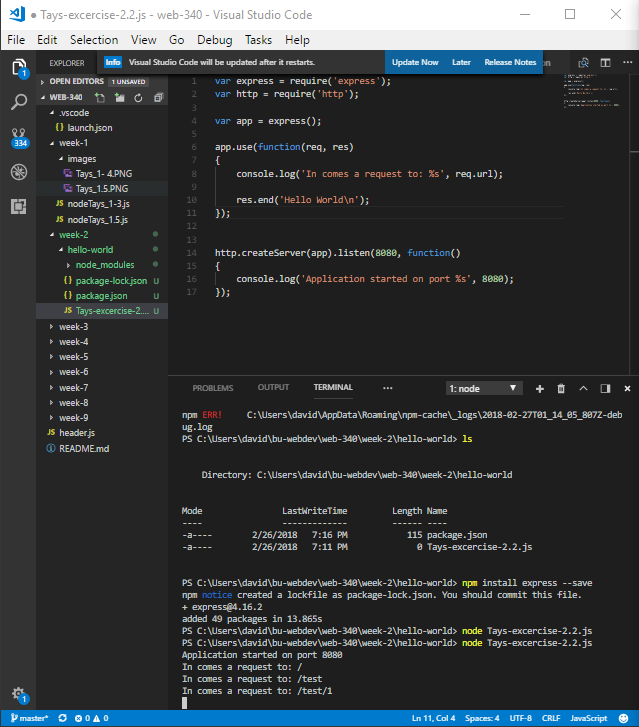 ● Tays-excercise-2.2.js - web-340 - Visual Studio Code
File Edit Selection View Go Debug Tasks Help
EXPLORER
Info Visual Studio Code will be updated after it restarts. Update Now Later Release Notes
OPEN EDITORS 1 UNSAVED
WEB-340
.vscode
{} launch.json
week-1
images
Tays_1- 4.PNG
Tays_1.5.PNG
JS nodeTays_1-3.js
JS nodeTays_1.5.js
week-2
hello-world
node_modules
{} package-lock.json U
{} package.json U
JS Tays-excercise-2.... U
week-3
week-4
week-5
week-6
week-7
week-8
week-9
JS header.js
README.md
1
334
1
1 var express = require('express');
2 var http = require('http');
3
4 var app = express();
5
6 app.use(function(req, res)
7 {
8 console.log('In comes a request to: %s', req.url);
9
10 res.end('Hello World\n');
11 });
12
13
14 http.createServer(app).listen(8080, function()
15 {
16 console.log('Application started on port %s', 8080);
17 });
PROBLEMS OUTPUT TERMINAL ··· 1: node
npm ERR! C:\Users\david\AppData\Roaming\npm-cache\_logs\2018-02-27T01_14_05_807Z-deb
ug.log
PS C:\Users\david\bu-webdev\web-340\week-2\hello-world> ls
Directory: C:\Users\david\bu-webdev\web-340\week-2\hello-world
Mode LastWriteTime Length Name
---- ------------- ------ ----
-a---- 2/26/2018 7:16 PM 115 package.json
-a---- 2/26/2018 7:11 PM 0 Tays-excercise-2.2.js
PS C:\Users\david\bu-webdev\web-340\week-2\hello-world> npm install express --save
npm notice created a lockfile as package-lock.json. You should commit this file.
+ express@4.16.2
added 49 packages in 13.865s
PS C:\Users\david\bu-webdev\web-340\week-2\hello-world> node Tays-excercise-2.2.js
PS C:\Users\david\bu-webdev\web-340\week-2\hello-world> node Tays-excercise-2.2.js
Application started on port 8080
In comes a request to: /
In comes a request to: /test
In comes a request to: /test/1
master* 0 0 Ln 11, Col 4 Spaces: 4 UTF-8 CRLF JavaScript